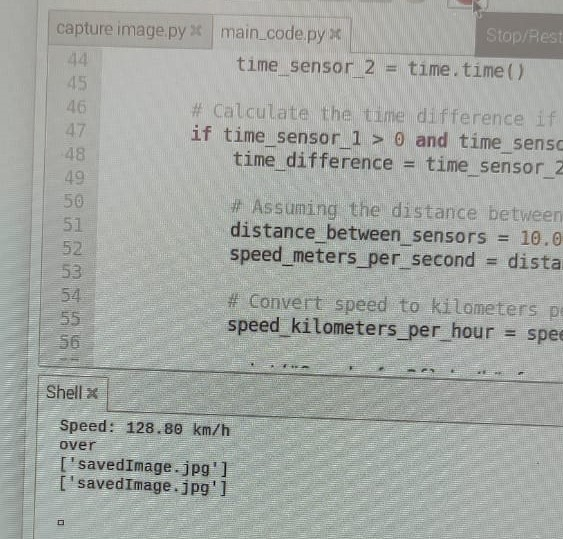 capture image.py × main_code.py × Stop/Rest
44 time_sensor_2 = time.time()
45
46 # Calculate the time difference if
47 if time_sensor_1 > 0 and time_senso
48 time_difference = time_sensor_2
49
50 # Assuming the distance between
51 distance_between_sensors = 10.0
52 speed_meters_per_second = dista
53
54 # Convert speed to kilometers p
55 speed_kilometers_per_hour = spee
56
Shell ×
Speed: 128.80 km/h
over
['savedImage.jpg']
['savedImage.jpg']